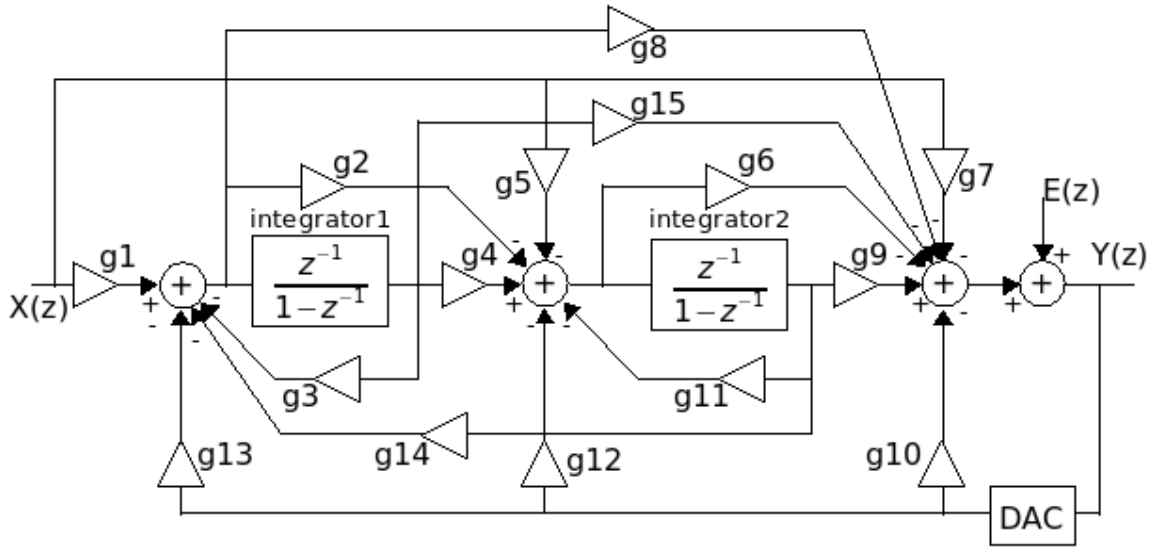 g8
g15
g2
g6
g5
g7
integrator1
integrator2
E(z)
g1
z⁻¹
1−z⁻¹
g4
z⁻¹
1−z⁻¹
g9
Y(z)
X(z)
+
+
+
+
+
+
+
+
+
-
-
-
-
-
-
-
-
-
-
-
g3
g11
g14
g13
g12
g10
DAC